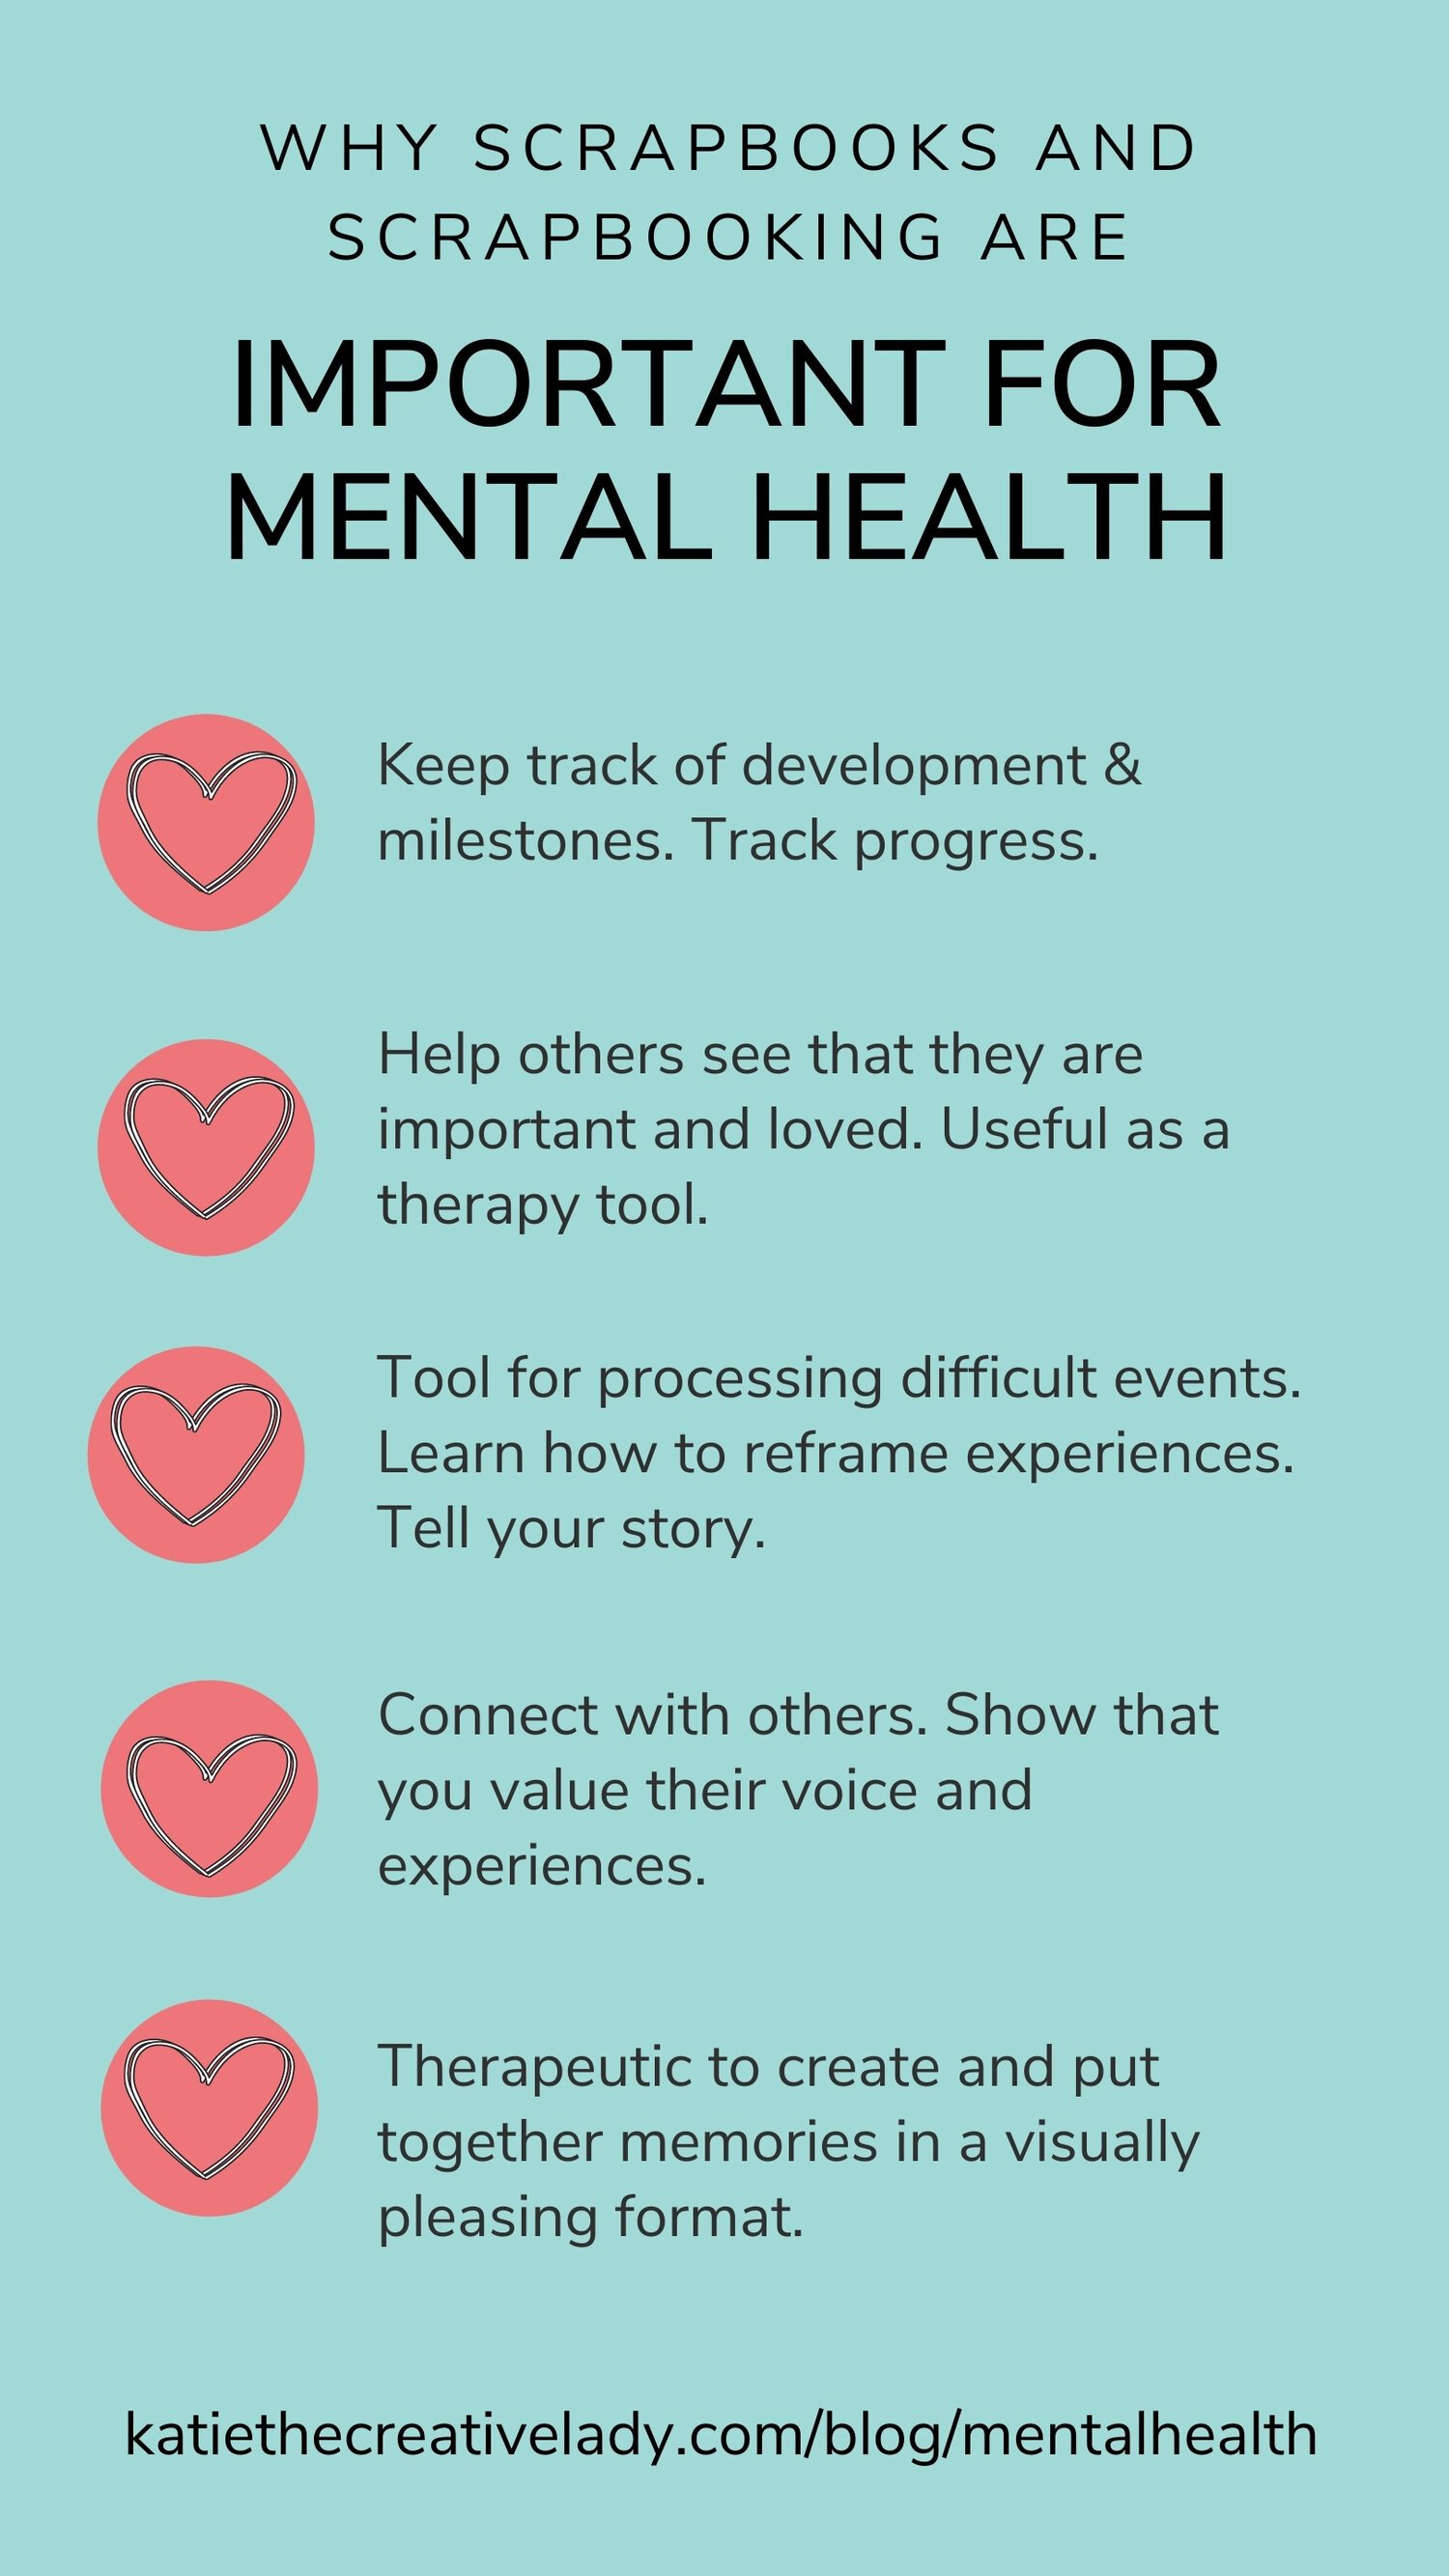 WHY SCRAPBOOKS AND
SCRAPBOOKING ARE
IMPORTANT FOR
MENTAL HEALTH
Keep track of development &
milestones. Track progress.
Help others see that they are
important and loved. Useful as a
therapy tool.
Tool for processing difficult events.
Learn how to reframe experiences.
Tell your story.
Connect with others. Show that
you value their voice and
experiences.
Therapeutic to create and put
together memories in a visually
pleasing format.
katiethecreativelady.com/blog/mentalhealth